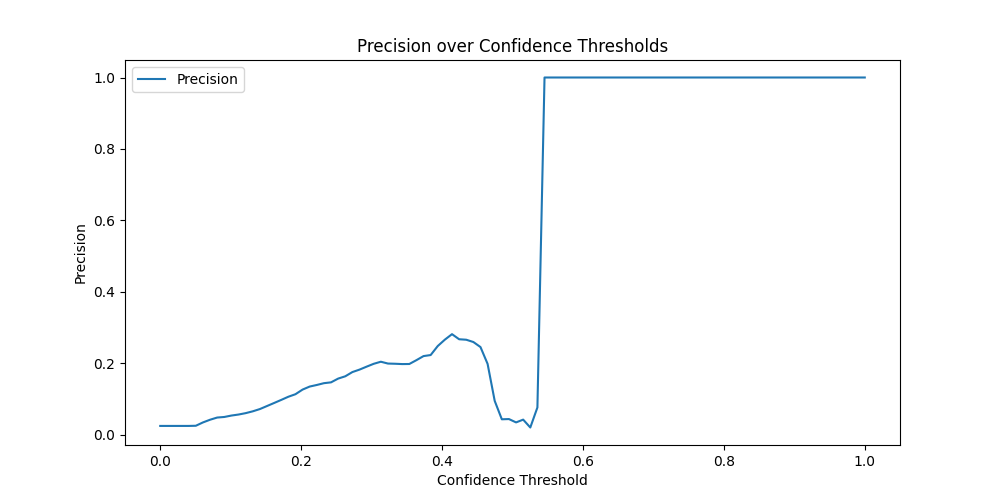 Precision over Confidence Thresholds
Precision
1.0
0.8
0.6
0.4
0.2
0.0
Precision
0.0 0.2 0.4 0.6 0.8 1.0
Confidence Threshold